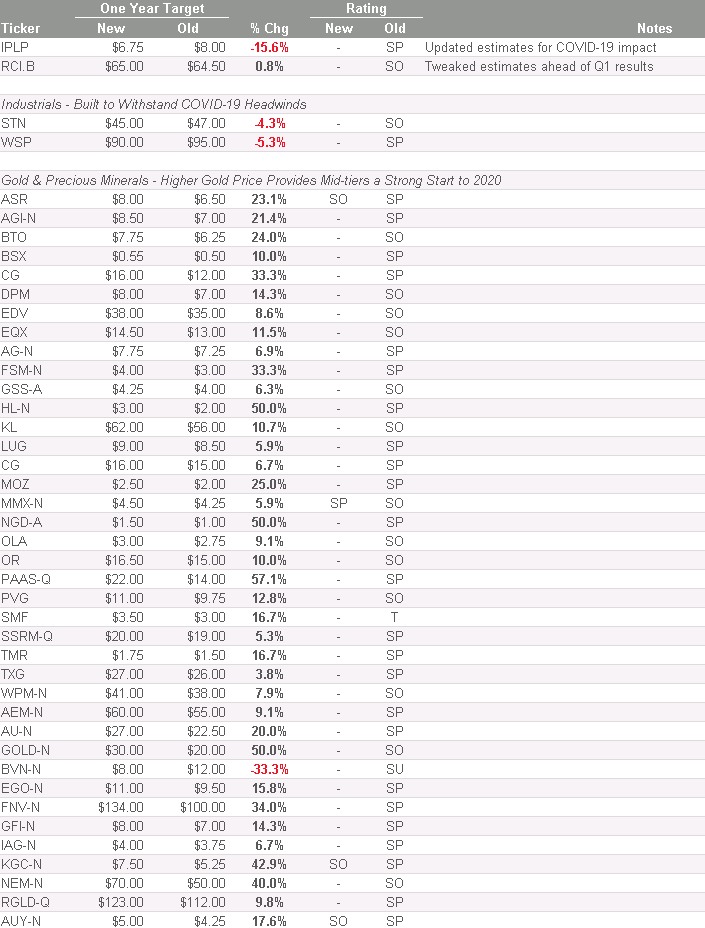 One Year Target Rating
Ticker New Old % Chg New Old Notes
IPLP $6.75 $8.00 -15.6% - SP Updated estimates for COVID-19 impact
RCI.B $65.00 $64.50 0.8% - SO Tweaked estimates ahead of Q1 results
Industrials - Built to Withstand COVID-19 Headwinds
STN $45.00 $47.00 -4.3% - SO
WSP $90.00 $95.00 -5.3% - SP
Gold & Precious Minerals - Higher Gold Price Provides Mid-tiers a Strong Start to 2020
ASR $8.00 $6.50 23.1% SO SP
AGI-N $8.50 $7.00 21.4% - SP
BTO $7.75 $6.25 24.0% - SO
BSX $0.55 $0.50 10.0% - SP
CG $16.00 $12.00 33.3% - SP
DPM $8.00 $7.00 14.3% - SO
EDV $38.00 $35.00 8.6% - SO
EQX $14.50 $13.00 11.5% - SO
AG-N $7.75 $7.25 6.9% - SP
FSM-N $4.00 $3.00 33.3% - SP
GSS-A $4.25 $4.00 6.3% - SO
HL-N $3.00 $2.00 50.0% - SP
KL $62.00 $56.00 10.7% - SO
LUG $9.00 $8.50 5.9% - SP
CG $16.00 $15.00 6.7% - SP
MOZ $2.50 $2.00 25.0% - SP
MMX-N $4.50 $4.25 5.9% SP SO
NGD-A $1.50 $1.00 50.0% - SP
OLA $3.00 $2.75 9.1% - SO
OR $16.50 $15.00 10.0% - SO
PAAS-Q $22.00 $14.00 57.1% - SP
PVG $11.00 $9.75 12.8% - SO
SMF $3.50 $3.00 16.7% - T
SSRM-Q $20.00 $19.00 5.3% - SP
TMR $1.75 $1.50 16.7% - SP
TXG $27.00 $26.00 3.8% - SP
WPM-N $41.00 $38.00 7.9% - SO
AEM-N $60.00 $55.00 9.1% - SP
AU-N $27.00 $22.50 20.0% - SP
GOLD-N $30.00 $20.00 50.0% - SO
BVN-N $8.00 $12.00 -33.3% - SU
EGO-N $11.00 $9.50 15.8% - SP
FNV-N $134.00 $100.00 34.0% - SP
GFI-N $8.00 $7.00 14.3% - SP
IAG-N $4.00 $3.75 6.7% - SP
KGC-N $7.50 $5.25 42.9% SO SP
NEM-N $70.00 $50.00 40.0% - SO
RGLD-Q $123.00 $112.00 9.8% - SP
AUY-N $5.00 $4.25 17.6% SO SP